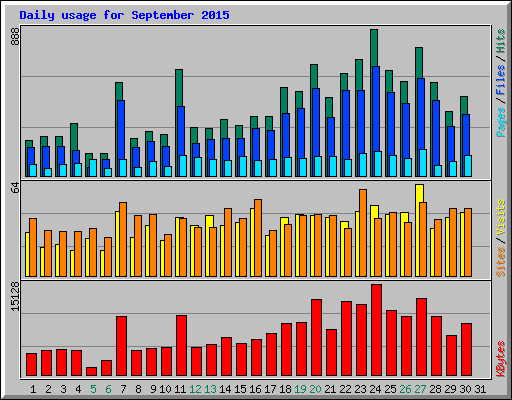 Daily usage for September 2015
888
Pages / Files / Hits
64
Sites / Visits
15128
KBytes
1 2 3 4 5 6 7 8 9 10 11 12 13 14 15 16 17 18 19 20 21 22 23 24 25 26 27 28 29 30 31